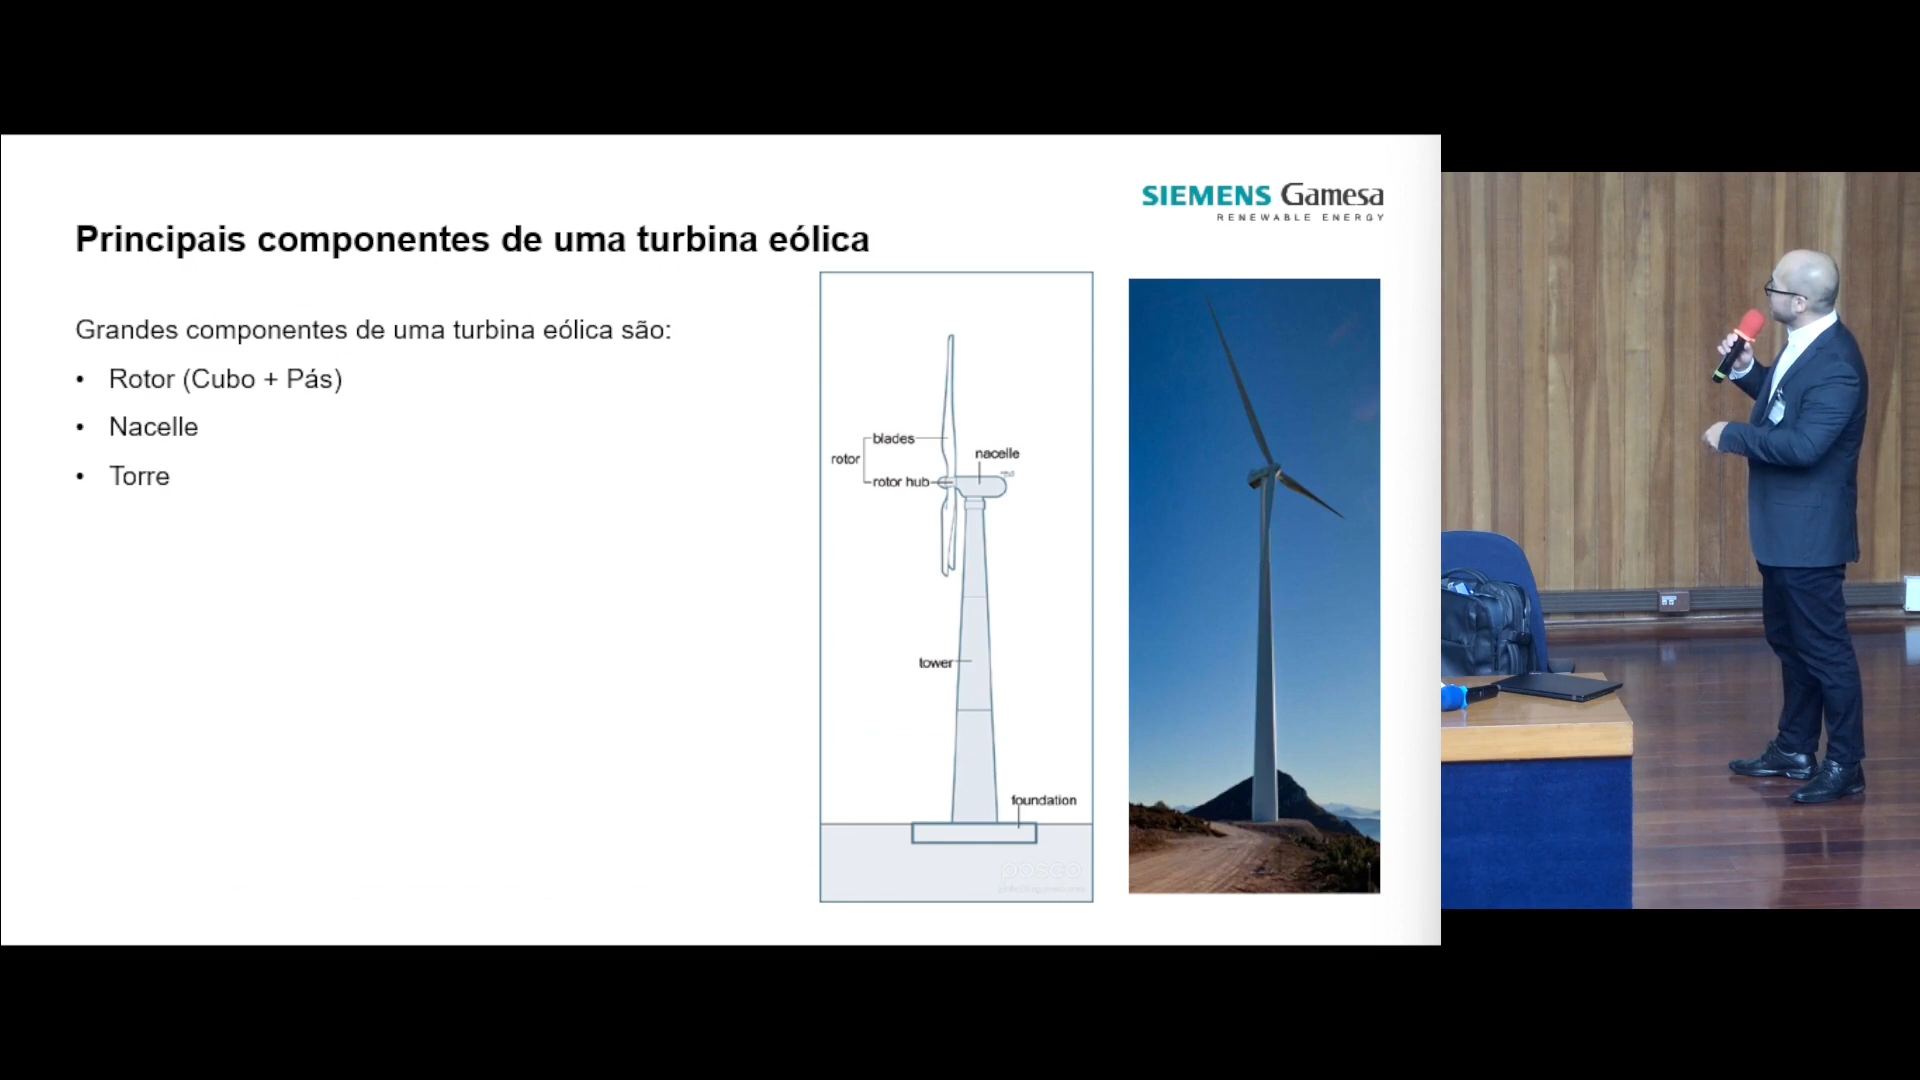 SIEMENS Gamesa
RENEWABLE ENERGY
Principais componentes de uma turbina eólica
Grandes componentes de uma turbina eólica são:
• Rotor (Cubo + Pás)
• Nacelle
• Torre
blades
nacelle
rotor
rotor hub
tower
foundation
posco